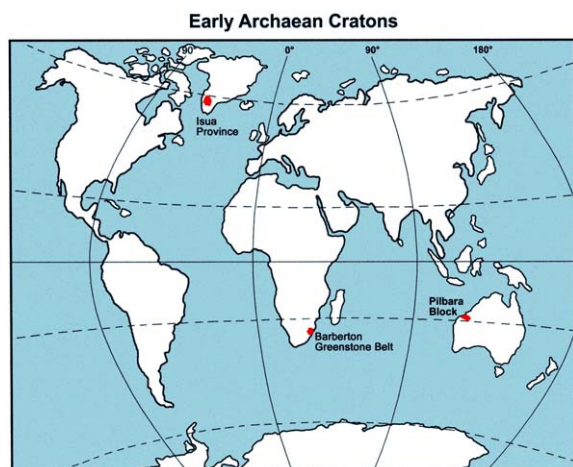 Early Archaean Cratons
90
0°
90°
180°
Isua
Province
Pilbara
Block
Barberton
Greenstone Belt